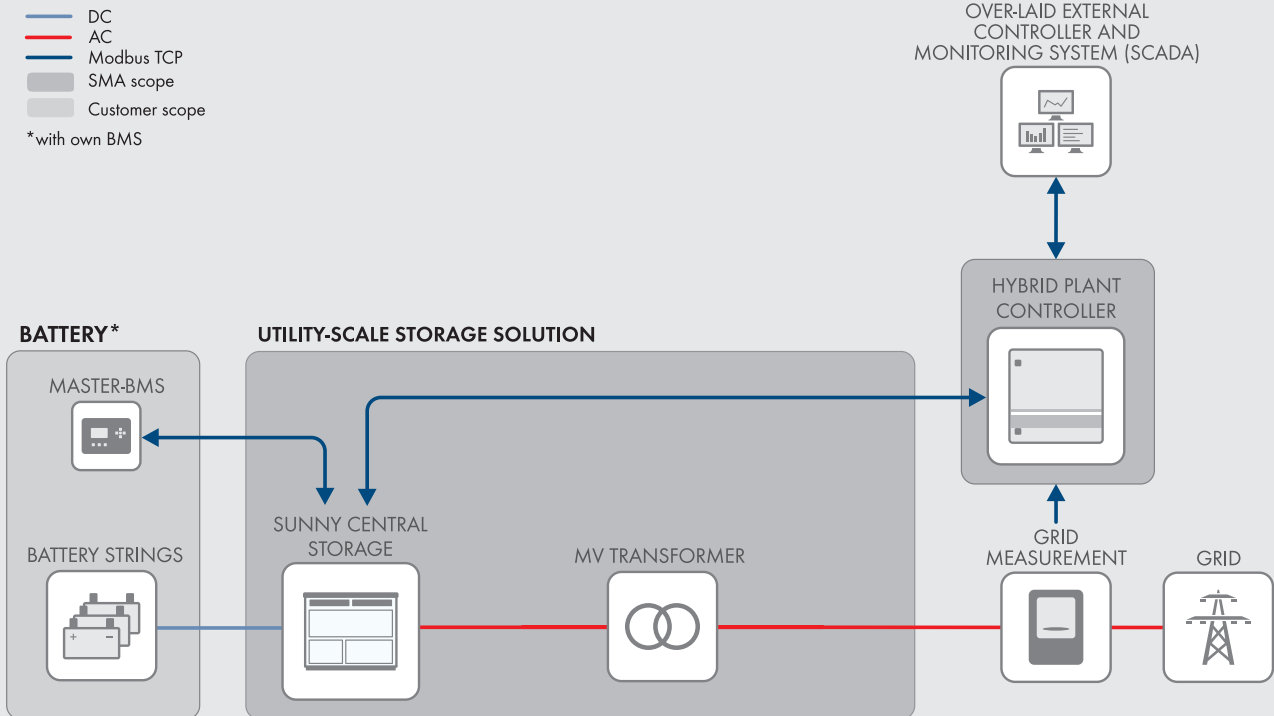 DC
AC
Modbus TCP
SMA scope
Customer scope
*with own BMS
OVER-LAID EXTERNAL
CONTROLLER AND
MONITORING SYSTEM (SCADA)
HYBRID PLANT
CONTROLLER
BATTERY*
UTILITY-SCALE STORAGE SOLUTION
MASTER-BMS
SUNNY CENTRAL
STORAGE
BATTERY STRINGS
MV TRANSFORMER
GRID
MEASUREMENT
GRID